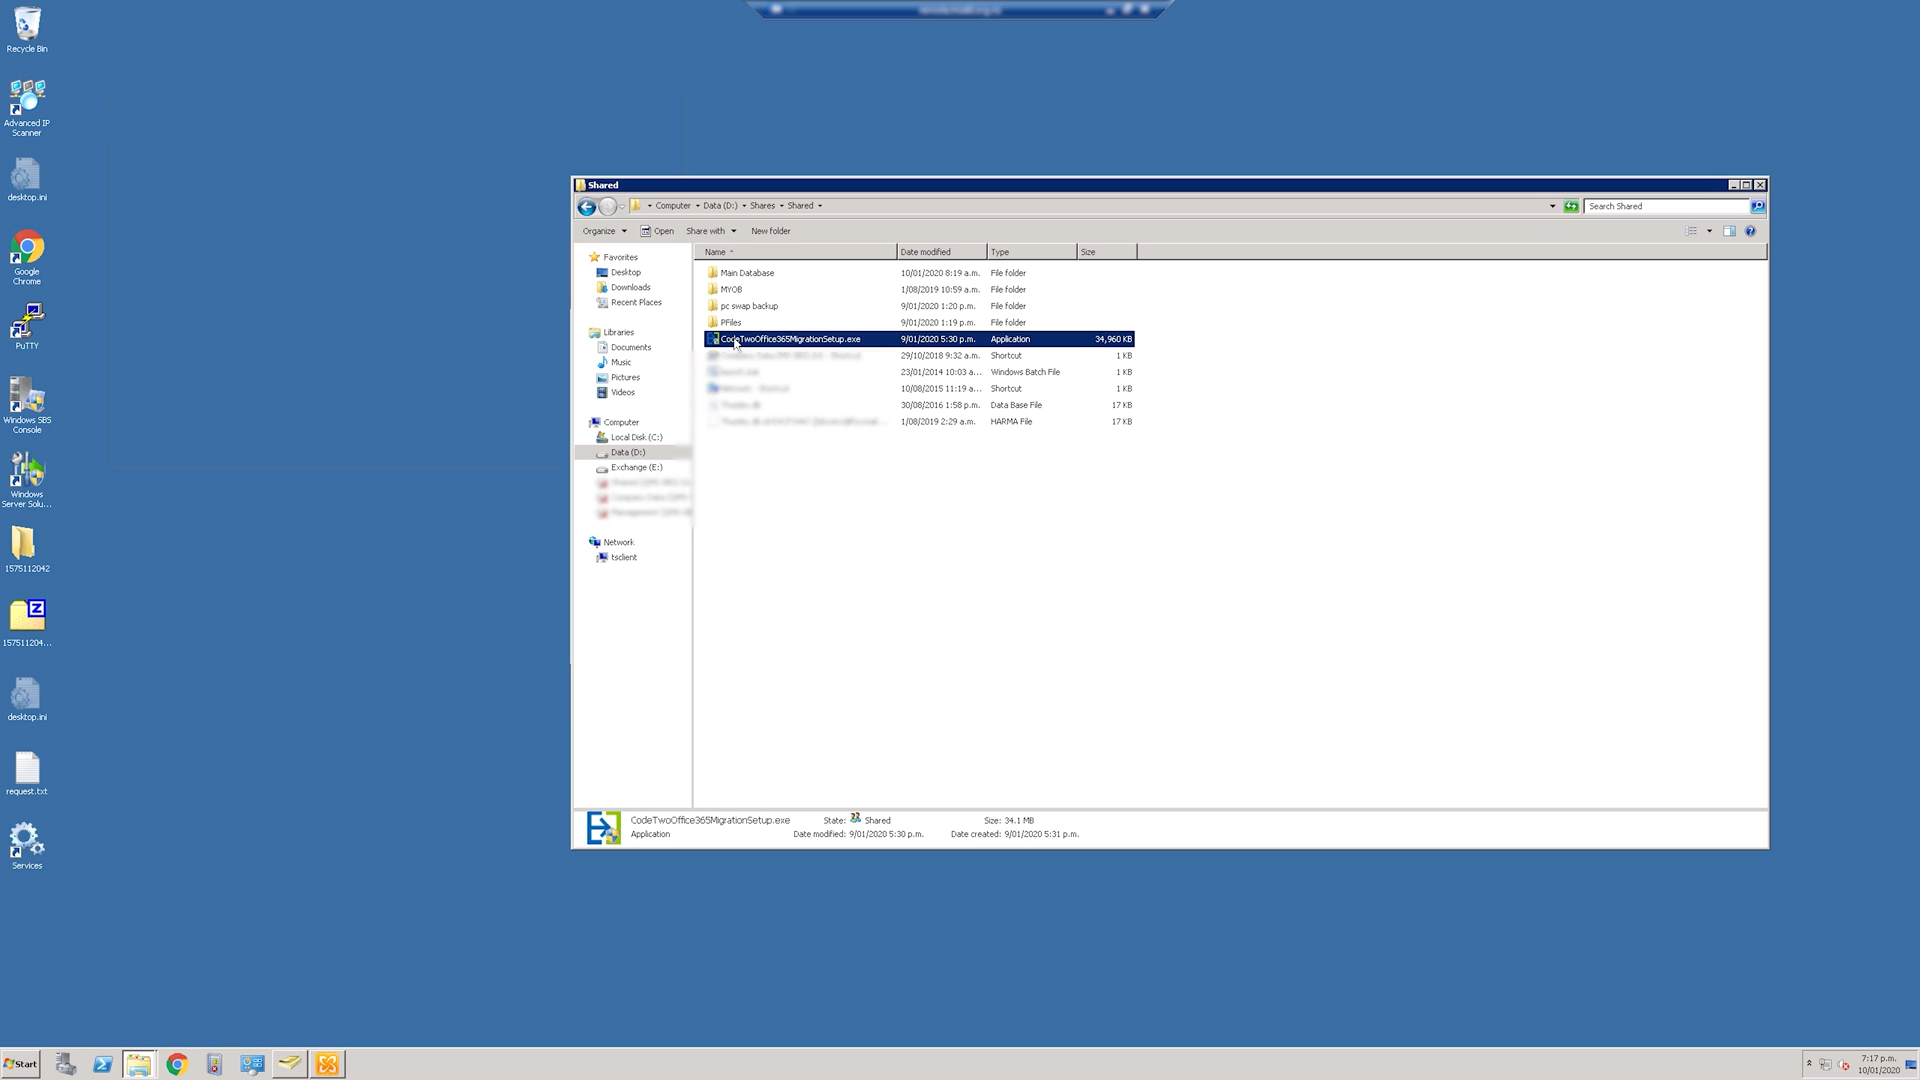 Recycle Bin
Advanced IP
Scanner
desktop.ini
Google
Chrome
PuTTY
Windows SBS
Console
Windows
Server Solu...
1575112042
157511204...
desktop.ini
request.txt
Services
Shared
Computer Data (D:) Shares Shared
Search Shared
Organize Open Share with New folder
Favorites
Desktop
Downloads
Recent Places
Libraries
Documents
Music
Pictures
Videos
Computer
Local Disk (C:)
Data (D:)
Exchange (E:)
Network
tsclient
Name Date modified Type Size
Main Database 10/01/2020 8:19 a.m. File folder
MYOB 1/08/2019 10:59 a.m. File folder
pc swap backup 9/01/2020 1:20 p.m. File folder
PFiles 9/01/2020 1:19 p.m. File folder
CodeTwoOffice365MigrationSetup.exe 9/01/2020 5:30 p.m. Application 34,960 KB
29/10/2018 9:32 a.m. Shortcut 1 KB
23/01/2014 10:03 a... Windows Batch File 1 KB
10/08/2015 11:19 a... Shortcut 1 KB
30/08/2016 1:58 p.m. Data Base File 17 KB
1/08/2019 2:29 a.m. HARMA File 17 KB
CodeTwoOffice365MigrationSetup.exe State: Shared Size: 34.1 MB
Application Date modified: 9/01/2020 5:30 p.m. Date created: 9/01/2020 5:31 p.m.
Start
7:17 p.m.
10/01/2020